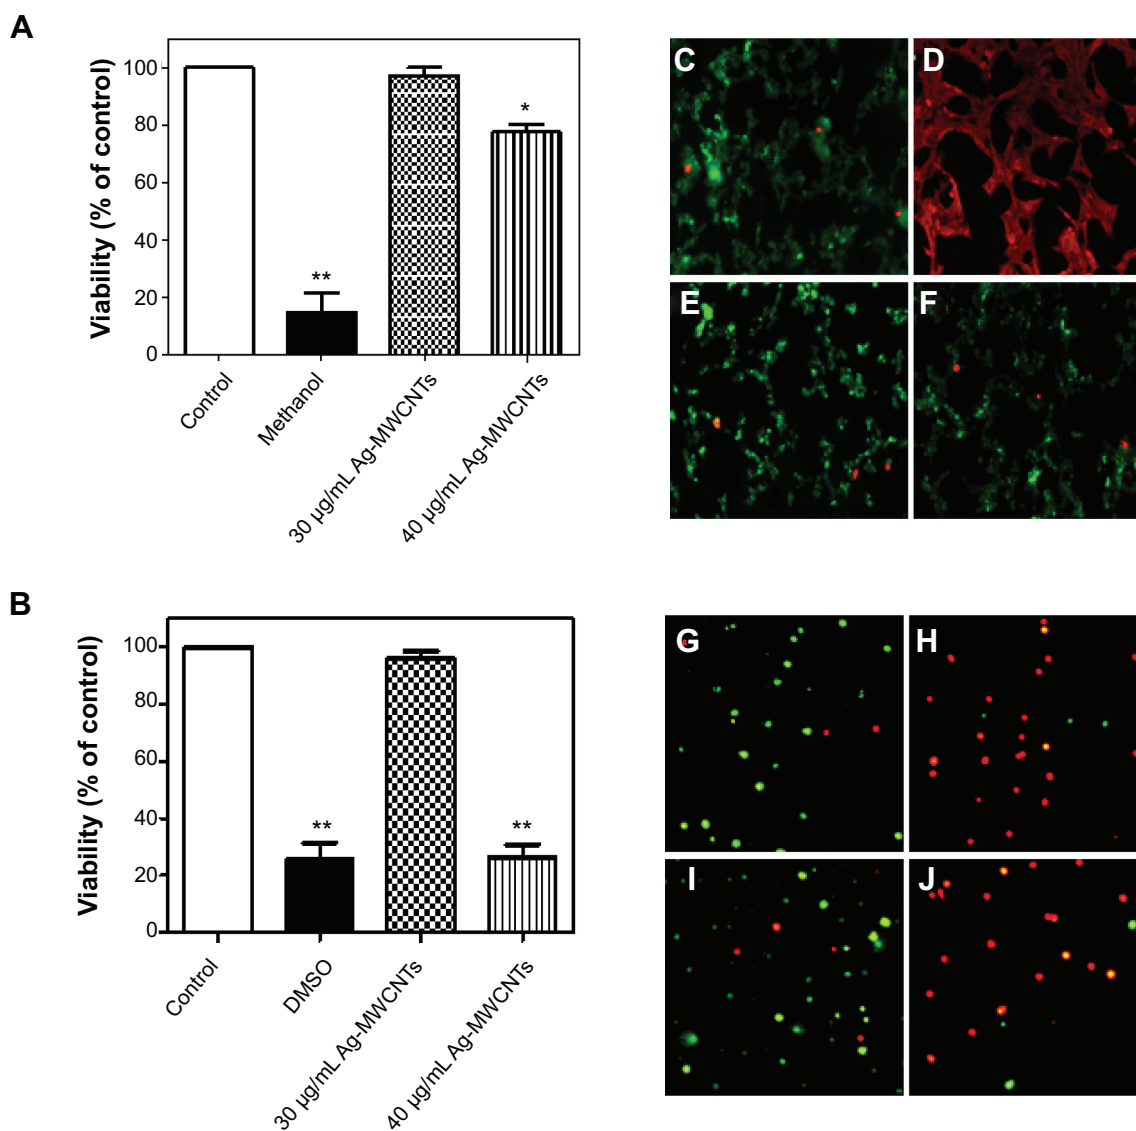 A
Viability (% of control)
100
80
60
40
20
0
**
*
Control
Methanol
30 µg/mL Ag-MWCNTs
40 µg/mL Ag-MWCNTs
C
D
E
F
B
Viability (% of control)
100
80
60
40
20
0
**
**
Control
DMSO
30 µg/mL Ag-MWCNTs
40 µg/mL Ag-MWCNTs
G
H
I
J